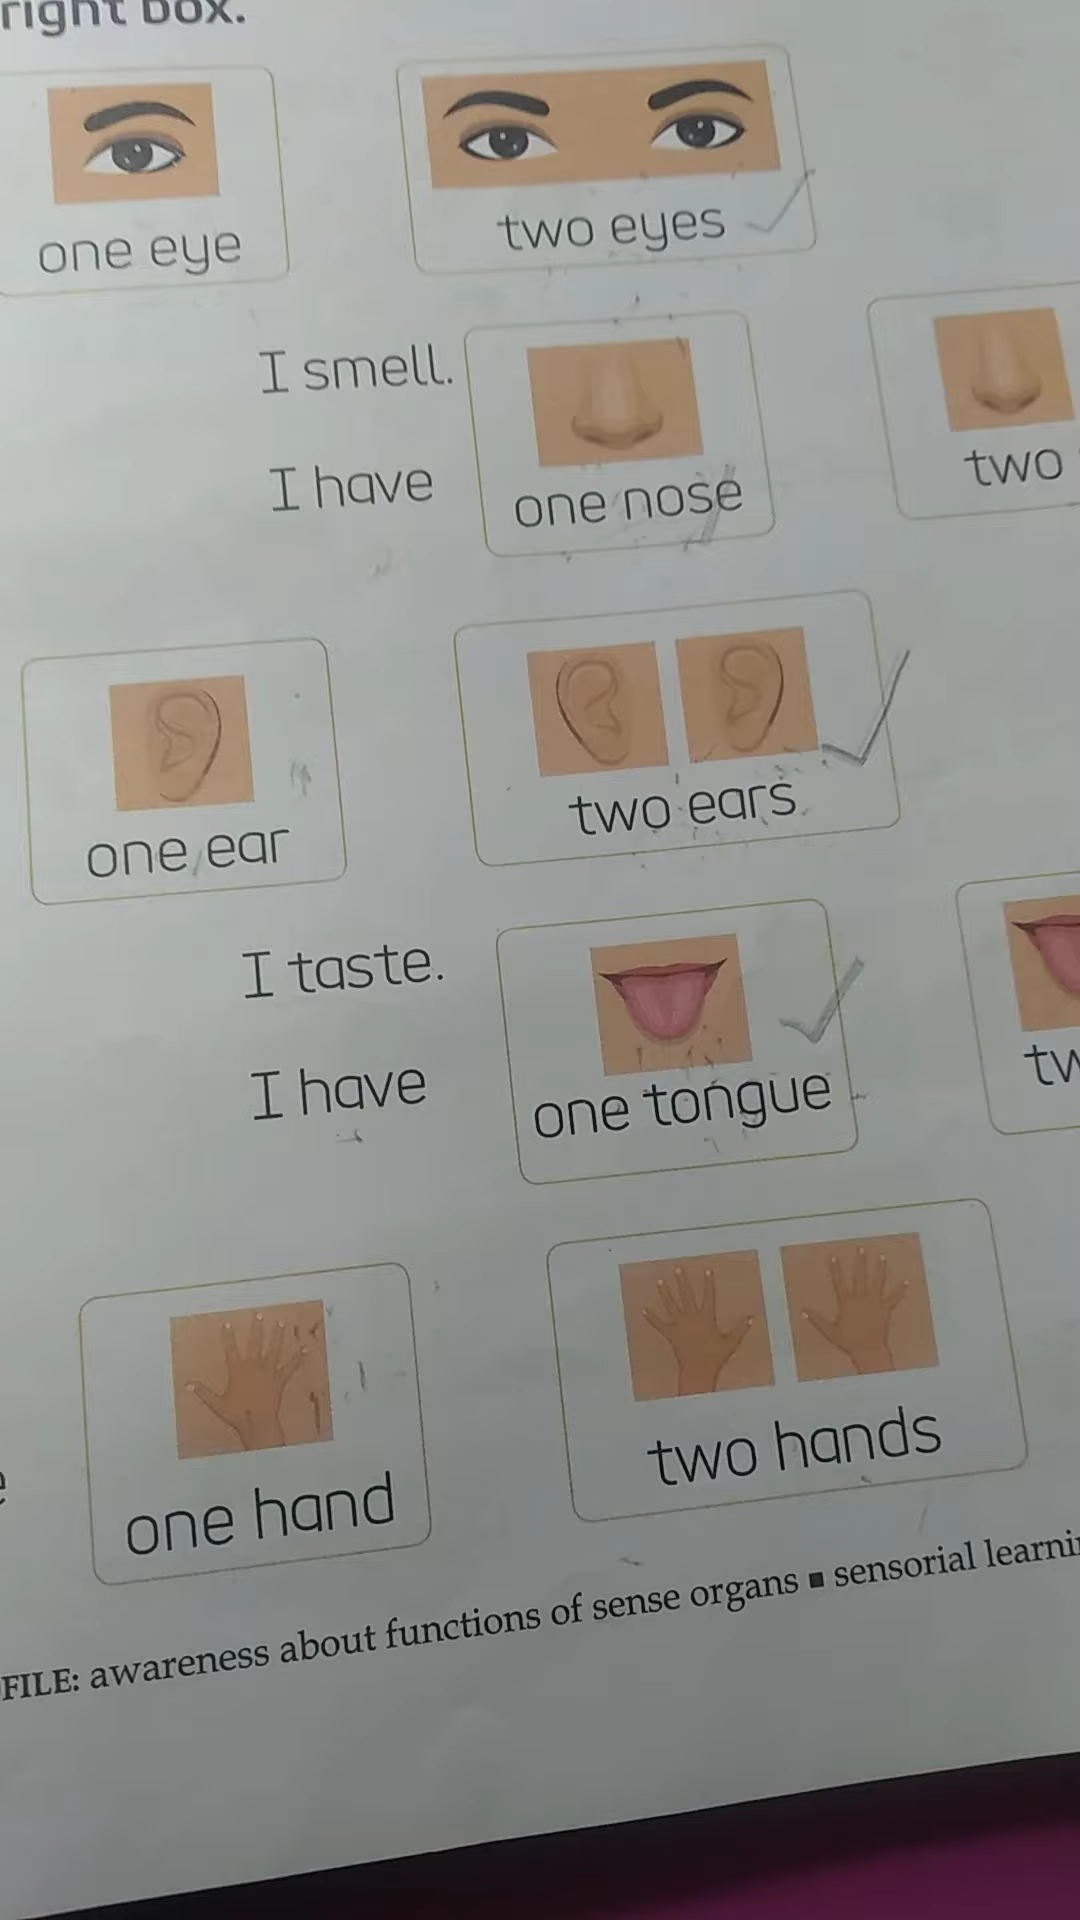 right box.
one eye
two eyes
I smell.
I have
one nose
two
one ear
two ears
I taste.
I have
one tongue
one hand
two hands
FILE: awareness about functions of sense organs ▪ sensorial